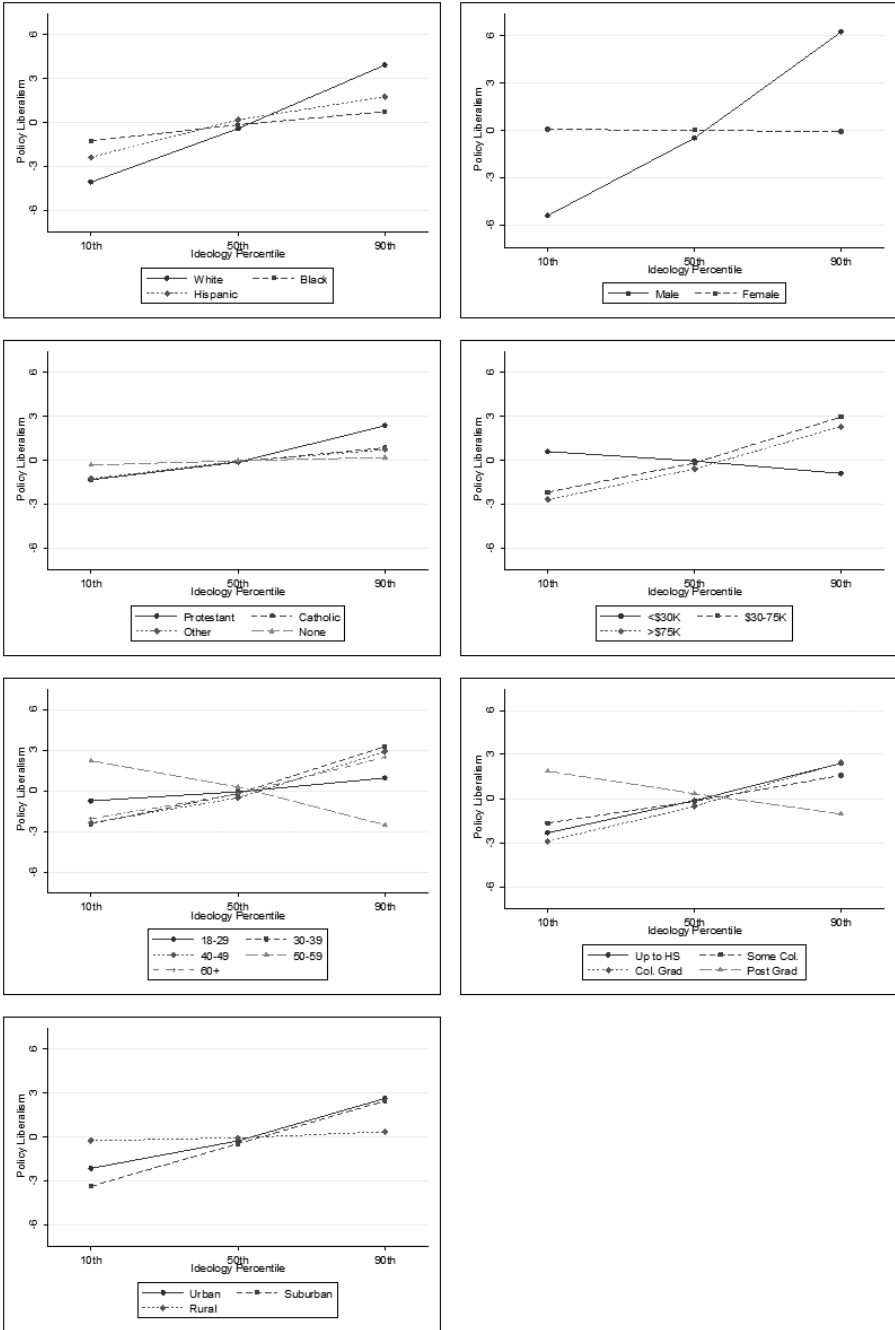 Policy Liberalism
6
3
0
-3
-6
10th
50th
90th
Ideology Percentile
White
Black
Hispanic
Policy Liberalism
6
3
0
-3
-6
10th
50th
90th
Ideology Percentile
Male
Female
Policy Liberalism
6
3
0
-3
-6
10th
50th
90th
Ideology Percentile
Protestant
Catholic
Other
None
Policy Liberalism
6
3
0
-3
-6
10th
50th
90th
Ideology Percentile
<$30K
$30-75K
>$75K
Policy Liberalism
6
3
0
-3
-6
10th
50th
90th
Ideology Percentile
18-29
30-39
40-49
50-59
60+
Policy Liberalism
6
3
0
-3
-6
10th
50th
90th
Ideology Percentile
Up to HS
Some Col.
Col. Grad
Post Grad
Policy Liberalism
6
3
0
-3
-6
10th
50th
90th
Ideology Percentile
Urban
Suburban
Rural